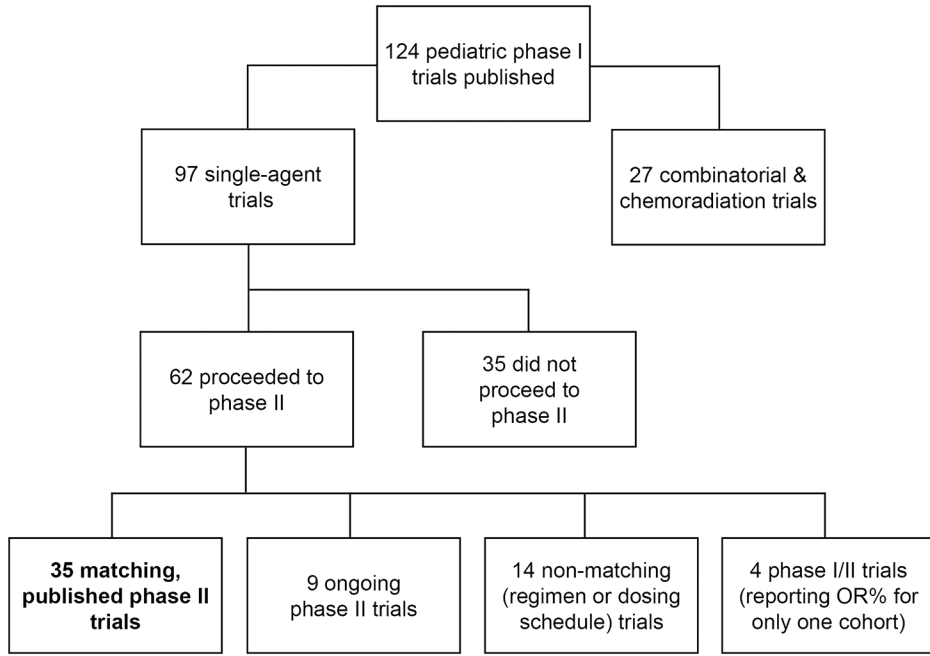 124 pediatric phase I
trials published
97 single-agent
trials
27 combinatorial &
chemoradiation trials
62 proceeded to
phase II
35 did not
proceed to
phase II
35 matching,
published phase II
trials
9 ongoing
phase II trials
14 non-matching
(regimen or dosing
schedule) trials
4 phase I/II trials
(reporting OR% for
only one cohort)